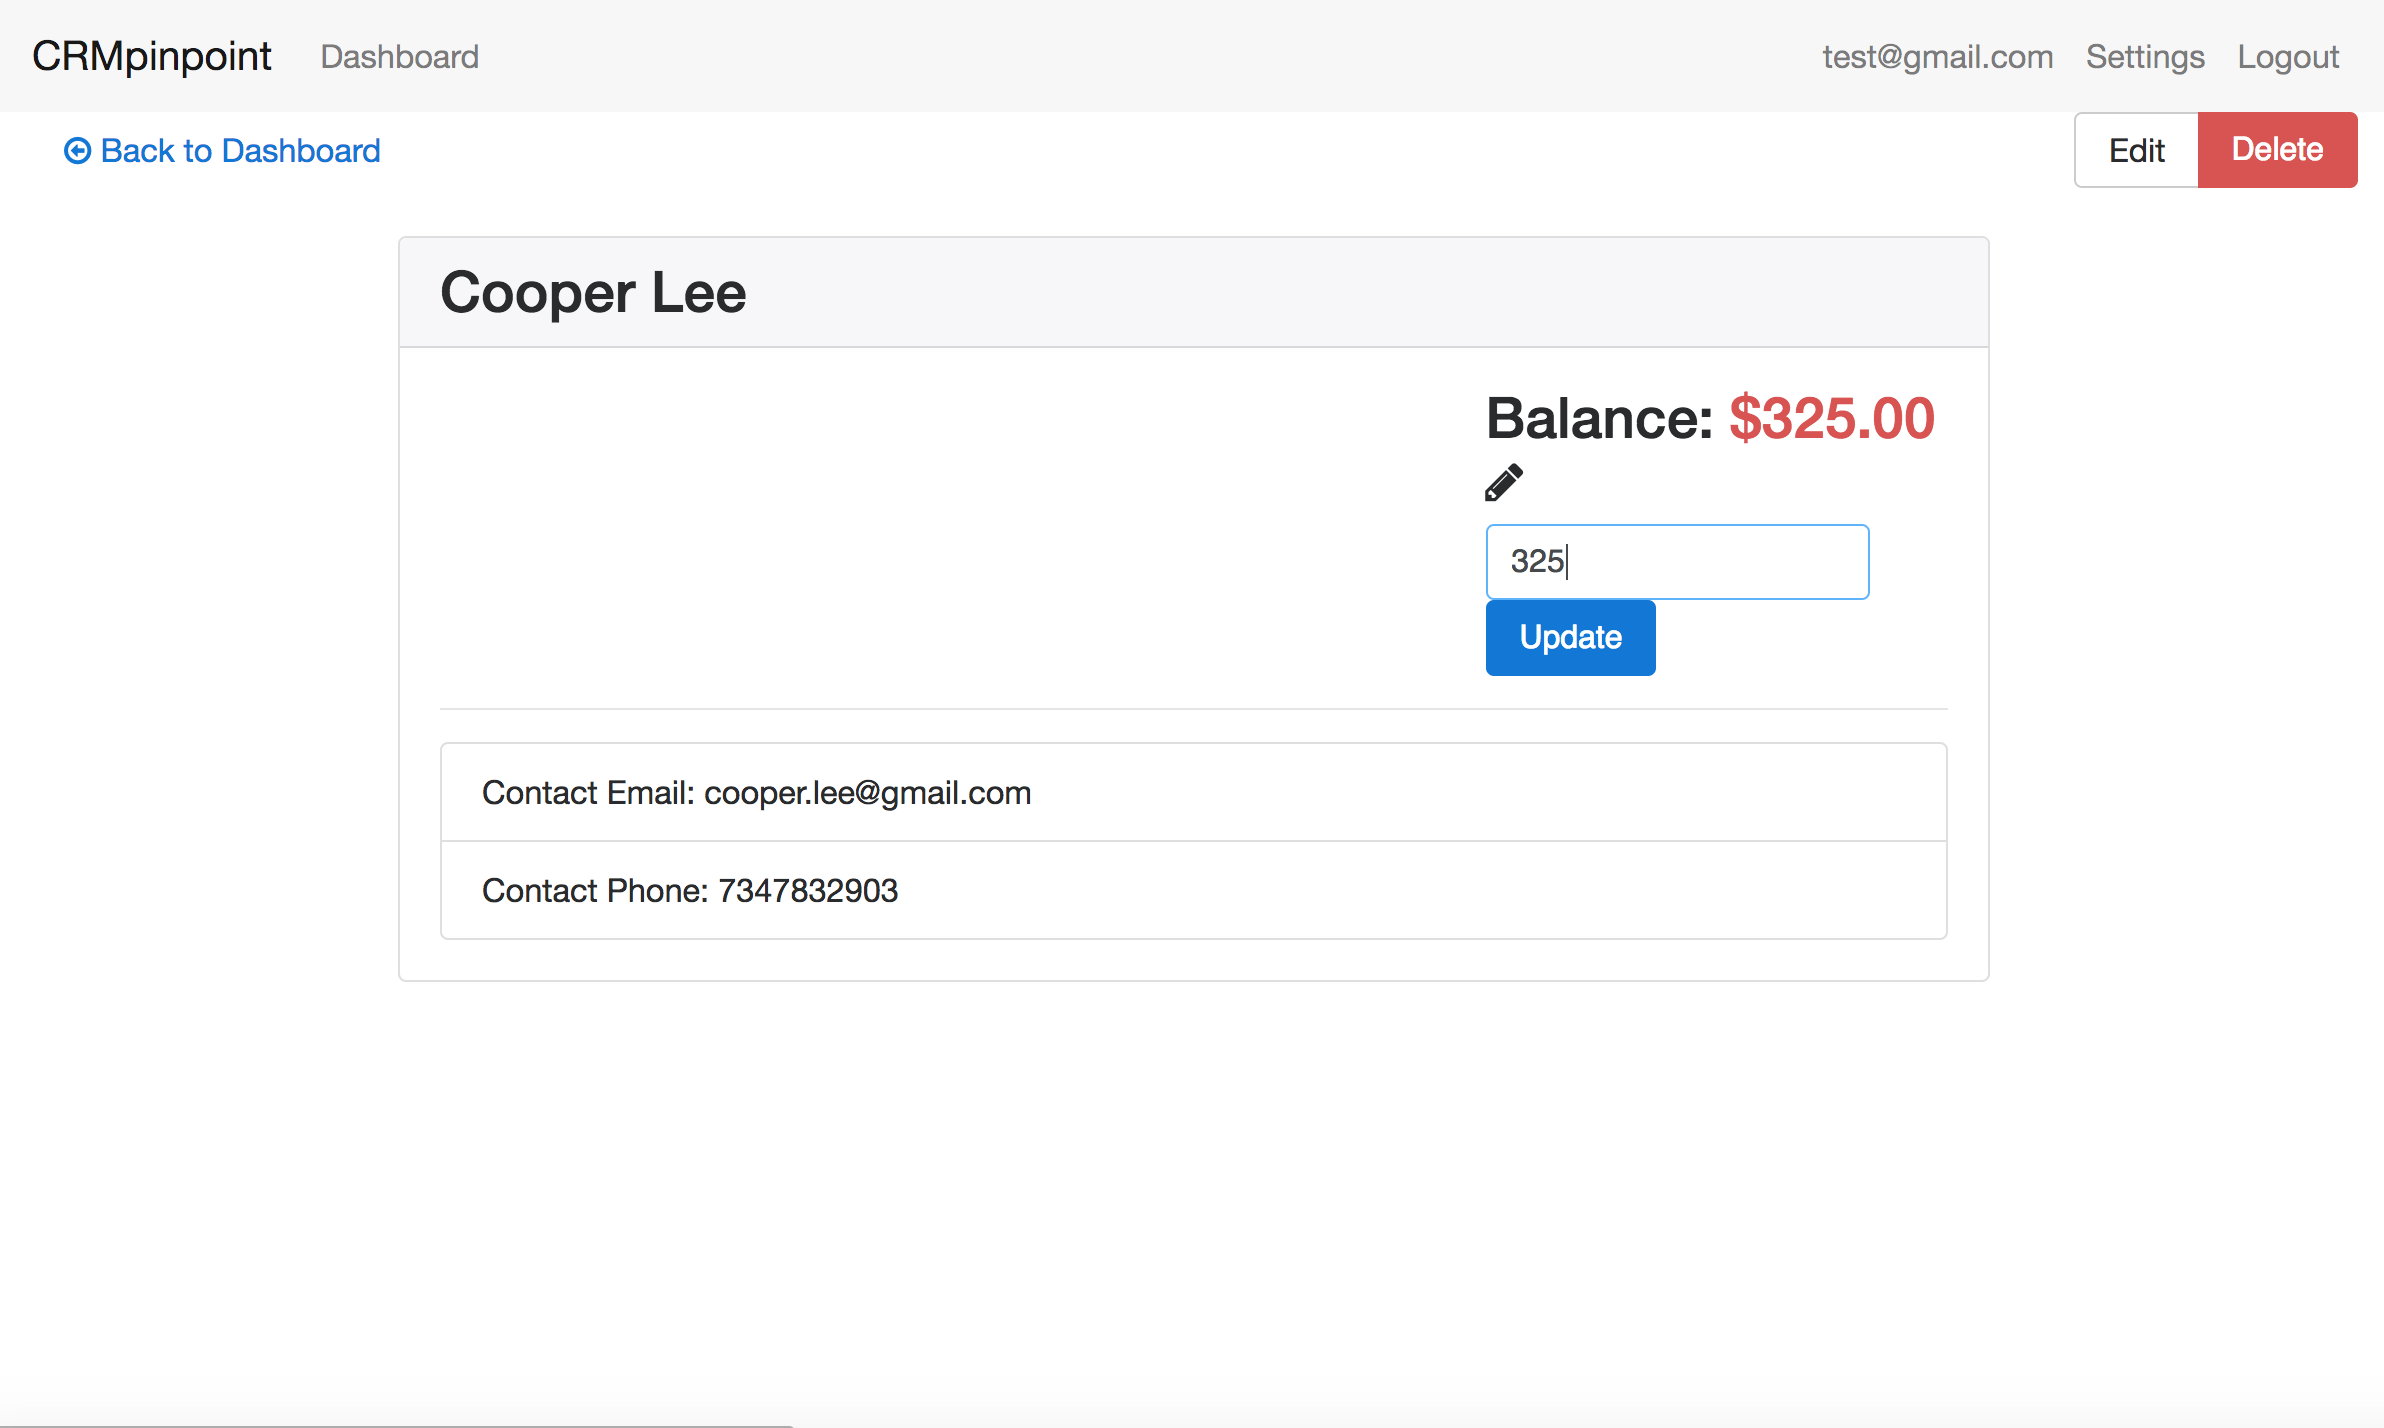 CRMpinpoint Dashboard test@gmail.com Settings Logout
Back to Dashboard Edit Delete
Cooper Lee
Balance: $325.00
325
Update
Contact Email: cooper.lee@gmail.com
Contact Phone: 7347832903